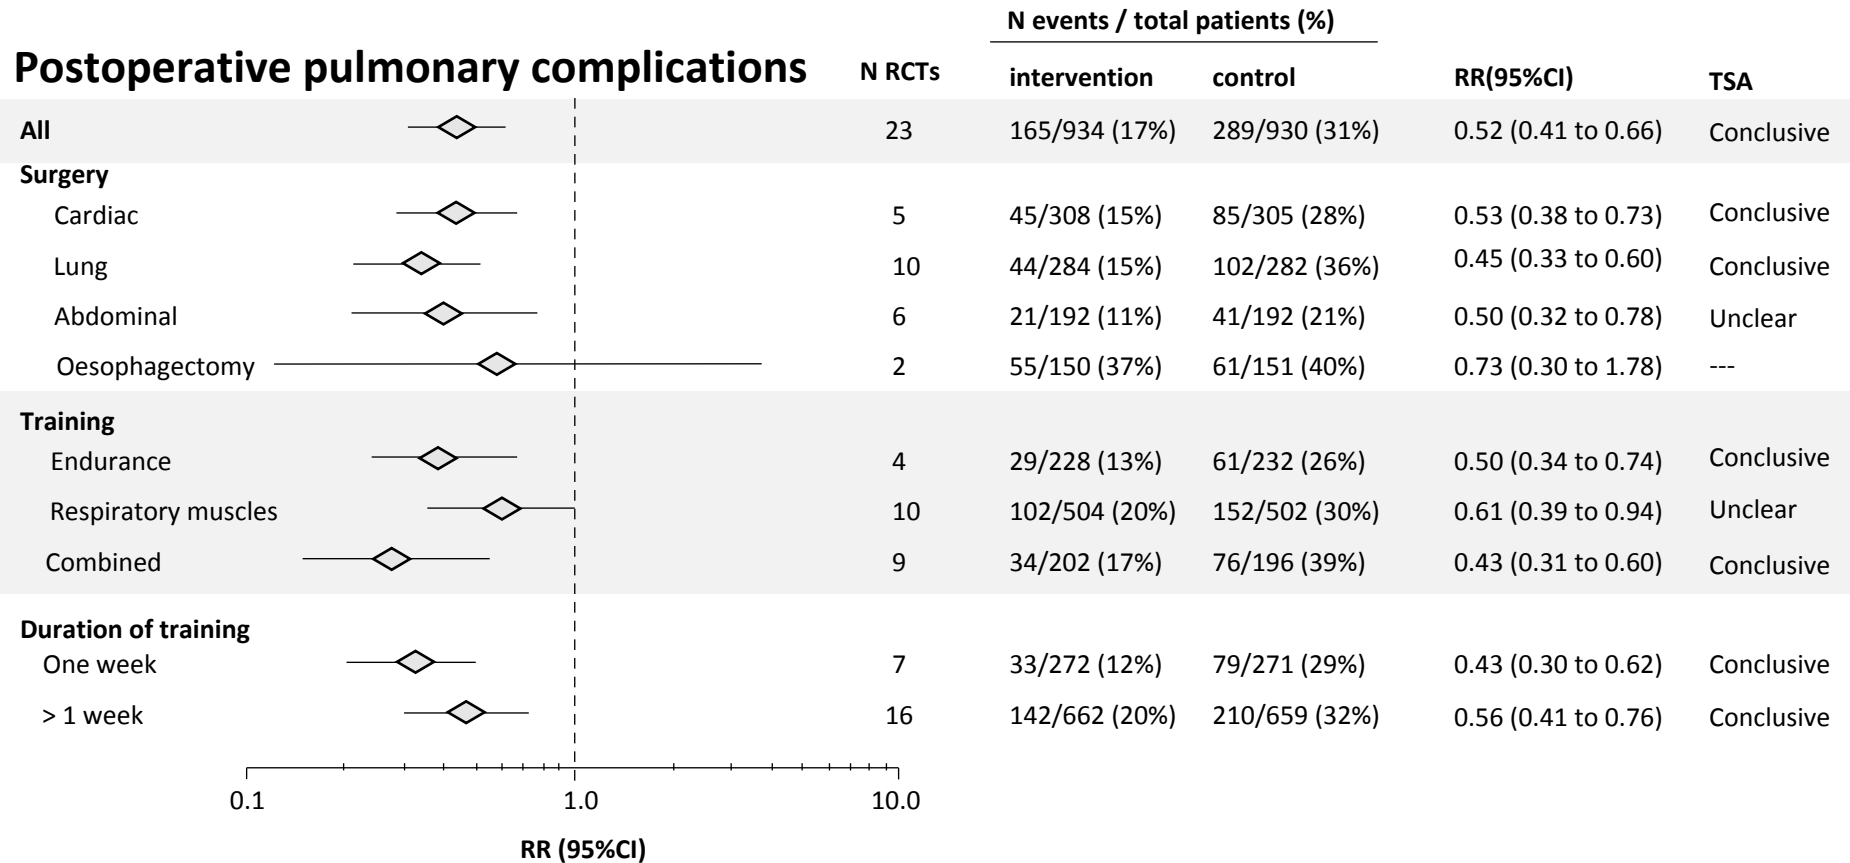 N events / total patients (%)
Postoperative pulmonary complications N RCTs intervention control RR(95%CI) TSA
All 23 165/934 (17%) 289/930 (31%) 0.52 (0.41 to 0.66) Conclusive
Surgery
Cardiac 5 45/308 (15%) 85/305 (28%) 0.53 (0.38 to 0.73) Conclusive
Lung 10 44/284 (15%) 102/282 (36%) 0.45 (0.33 to 0.60) Conclusive
Abdominal 6 21/192 (11%) 41/192 (21%) 0.50 (0.32 to 0.78) Unclear
Oesophagectomy 2 55/150 (37%) 61/151 (40%) 0.73 (0.30 to 1.78) ---
Training
Endurance 4 29/228 (13%) 61/232 (26%) 0.50 (0.34 to 0.74) Conclusive
Respiratory muscles 10 102/504 (20%) 152/502 (30%) 0.61 (0.39 to 0.94) Unclear
Combined 9 34/202 (17%) 76/196 (39%) 0.43 (0.31 to 0.60) Conclusive
Duration of training
One week 7 33/272 (12%) 79/271 (29%) 0.43 (0.30 to 0.62) Conclusive
> 1 week 16 142/662 (20%) 210/659 (32%) 0.56 (0.41 to 0.76) Conclusive
0.1 1.0 10.0
RR (95%CI)